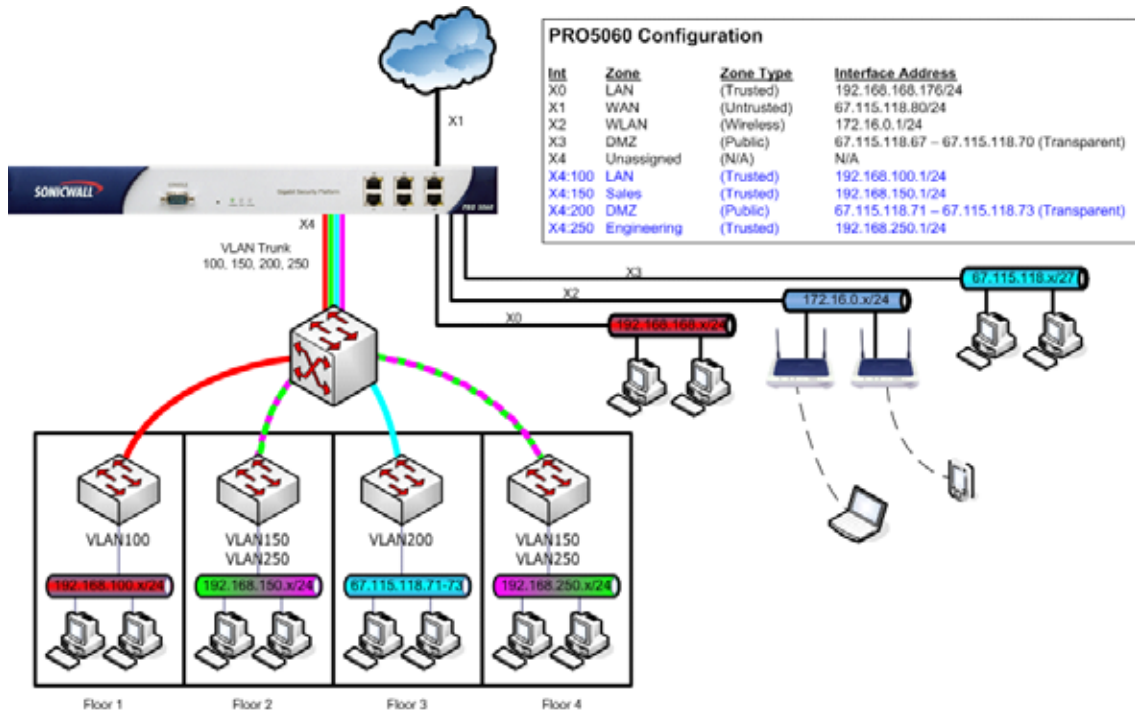 PRO5060 Configuration
Int Zone Zone Type Interface Address
X0 LAN (Trusted) 192.168.168.176/24
X1 WAN (Untrusted) 67.115.118.80/24
X2 WLAN (Wireless) 172.16.0.1/24
X3 DMZ (Public) 67.115.118.67 – 67.115.118.70 (Transparent)
X4 Unassigned (N/A) N/A
X4:100 LAN (Trusted) 192.168.100.1/24
X4:150 Sales (Trusted) 192.168.150.1/24
X4:200 DMZ (Public) 67.115.118.71 – 67.115.118.73 (Transparent)
X4:250 Engineering (Trusted) 192.168.250.1/24
X1
SONICWALL
CONSOLE
Gigabit Security Platform
PRO 5060
X4
VLAN Trunk
100, 150, 200, 250
X3
67.115.118.x/27
X2
172.16.0.x/24
X0
192.168.168.x/24
VLAN100
VLAN150
VLAN250
VLAN200
VLAN150
VLAN250
192.168.100.x/24
192.168.150.x/24
67.115.118.71-73
192.168.250.x/24
Floor 1
Floor 2
Floor 3
Floor 4